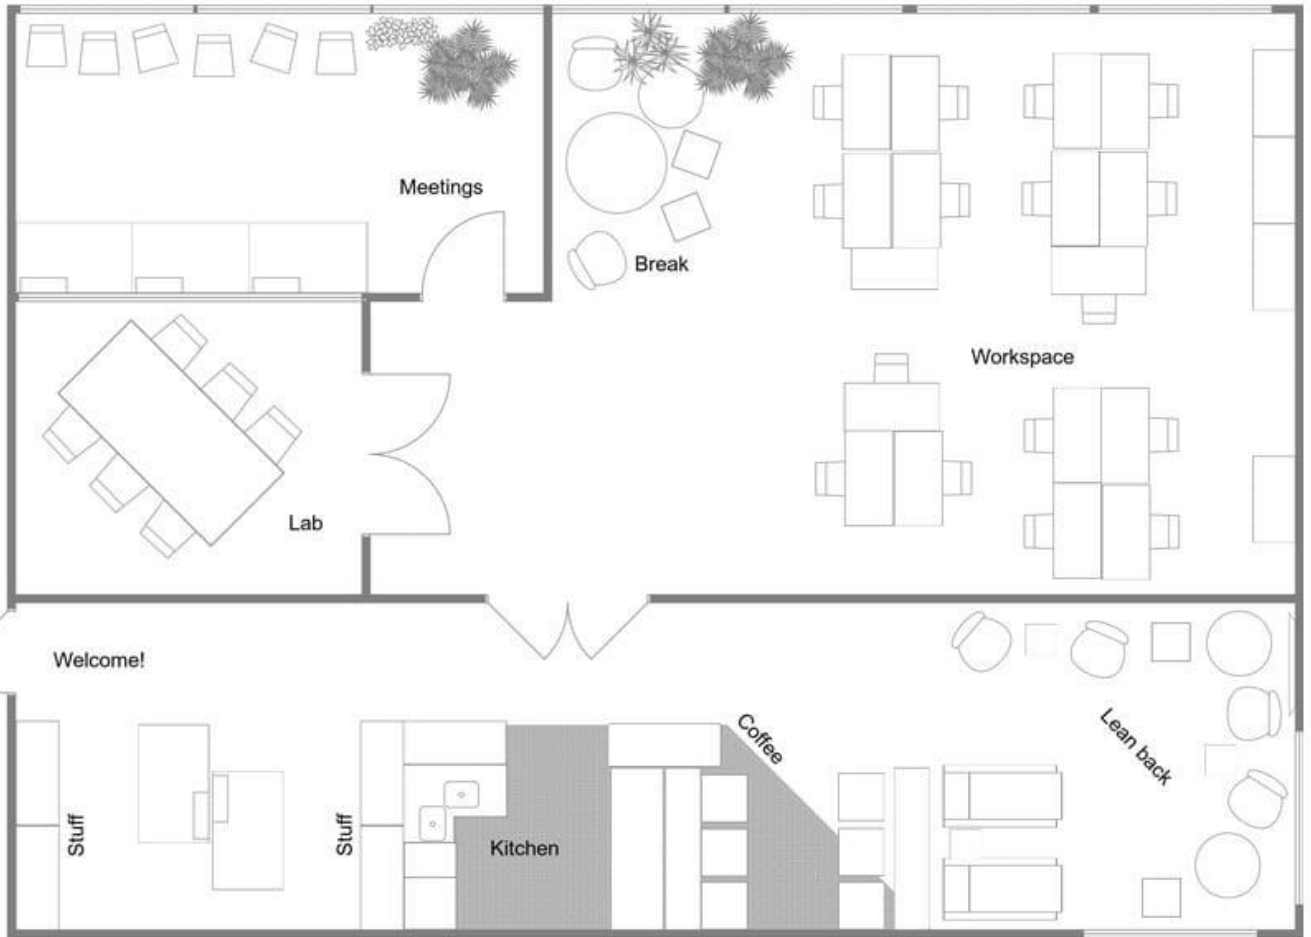 Meetings
Break
Workspace
Lab
Welcome!
Coffee
Lean back
Stuff
Stuff
Kitchen